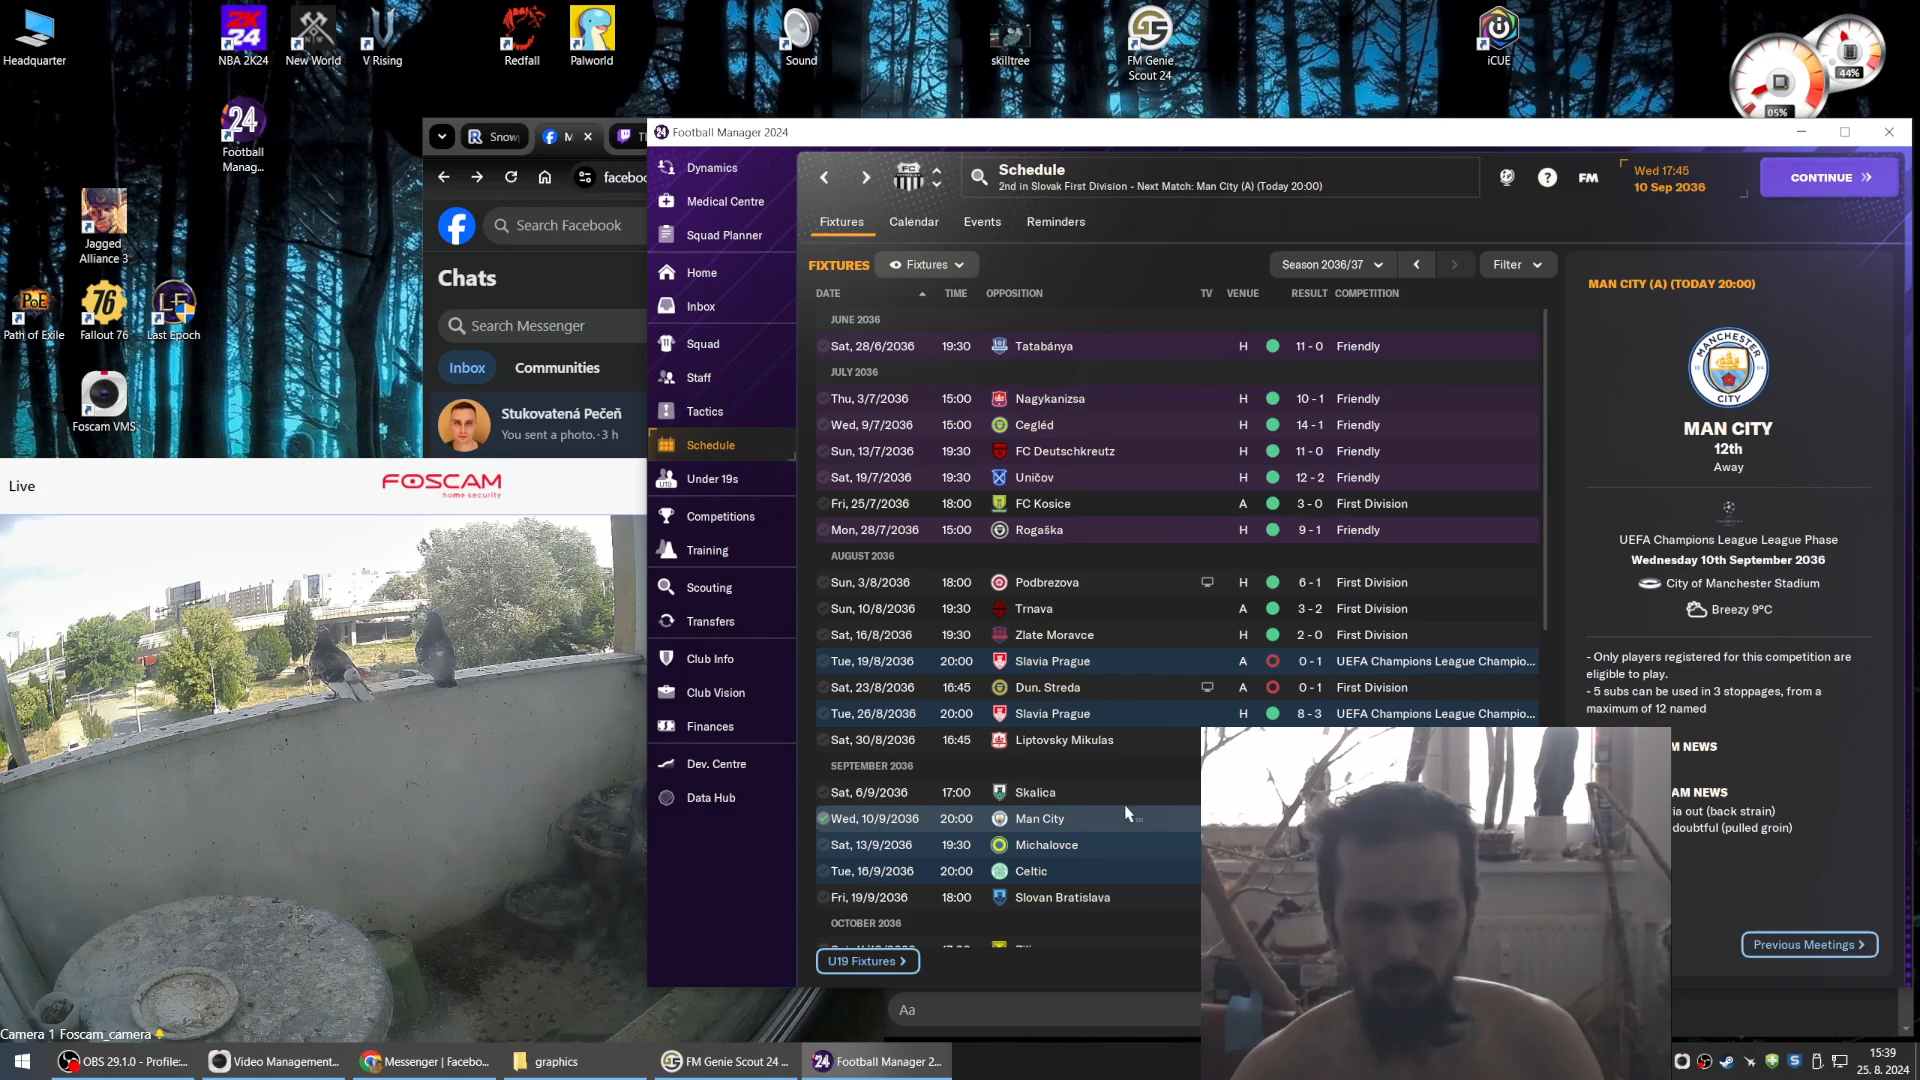 Headquarter
NBA 2K24
New World
V Rising
Redfall
Palworld
Sound
skilltree
FM Genie
Scout 24
iCUE
44%
05%
Football
Manag...
Jagged
Alliance 3
Path of Exile
Fallout 76
Last Epoch
Foscam VMS
Snow
Search Facebook
Chats
Search Messenger
Inbox
Communities
Stukovatená Pečeň
You sent a photo. · 3 h
Live
FOSCAM
home security
Camera 1 Foscam_camera
Football Manager 2024
Dynamics
Medical Centre
Squad Planner
Home
Inbox
Squad
Staff
Tactics
Schedule
Under 19s
Competitions
Training
Scouting
Transfers
Club Info
Club Vision
Finances
Dev. Centre
Data Hub
Schedule
2nd in Slovak First Division - Next Match: Man City (A) (Today 20:00)
FM
Wed 17:45
10 Sep 2036
CONTINUE
Fixtures
Calendar
Events
Reminders
FIXTURES
Fixtures
Season 2036/37
Filter
DATE TIME OPPOSITION TV VENUE RESULT COMPETITION
JUNE 2036
Sat, 28/6/2036 19:30 Tatabánya H 11 - 0 Friendly
JULY 2036
Thu, 3/7/2036 15:00 Nagykanizsa H 10 - 1 Friendly
Wed, 9/7/2036 15:00 Cegléd H 14 - 1 Friendly
Sun, 13/7/2036 19:30 FC Deutschkreutz H 11 - 0 Friendly
Sat, 19/7/2036 19:30 Uničov H 12 - 2 Friendly
Fri, 25/7/2036 18:00 FC Kosice A 3 - 0 First Division
Mon, 28/7/2036 15:00 Rogaška H 9 - 1 Friendly
AUGUST 2036
Sun, 3/8/2036 18:00 Podbrezova H 6 - 1 First Division
Sun, 10/8/2036 19:30 Trnava A 3 - 2 First Division
Sat, 16/8/2036 19:30 Zlate Moravce H 2 - 0 First Division
Tue, 19/8/2036 20:00 Slavia Prague A 0 - 1 UEFA Champions League Champio...
Sat, 23/8/2036 16:45 Dun. Streda A 0 - 1 First Division
Tue, 26/8/2036 20:00 Slavia Prague H 8 - 3 UEFA Champions League Champio...
Sat, 30/8/2036 16:45 Liptovsky Mikulas
SEPTEMBER 2036
Sat, 6/9/2036 17:00 Skalica
Wed, 10/9/2036 20:00 Man City
Sat, 13/9/2036 19:30 Michalovce
Tue, 16/9/2036 20:00 Celtic
Fri, 19/9/2036 18:00 Slovan Bratislava
OCTOBER 2036
U19 Fixtures
MAN CITY (A) (TODAY 20:00)
MANCHESTER
CITY
MAN CITY
12th
Away
UEFA Champions League League Phase
Wednesday 10th September 2036
City of Manchester Stadium
Breezy 9°C
- Only players registered for this competition are
eligible to play.
- 5 subs can be used in 3 stoppages, from a
maximum of 12 named
NEWS
NEWS
out (back strain)
doubtful (pulled groin)
Previous Meetings
Aa
OBS 29.1.0 - Profile:...
Video Management...
Messenger | Facebo...
graphics
FM Genie Scout 24 ...
Football Manager 2...
15:39
25. 8. 2024